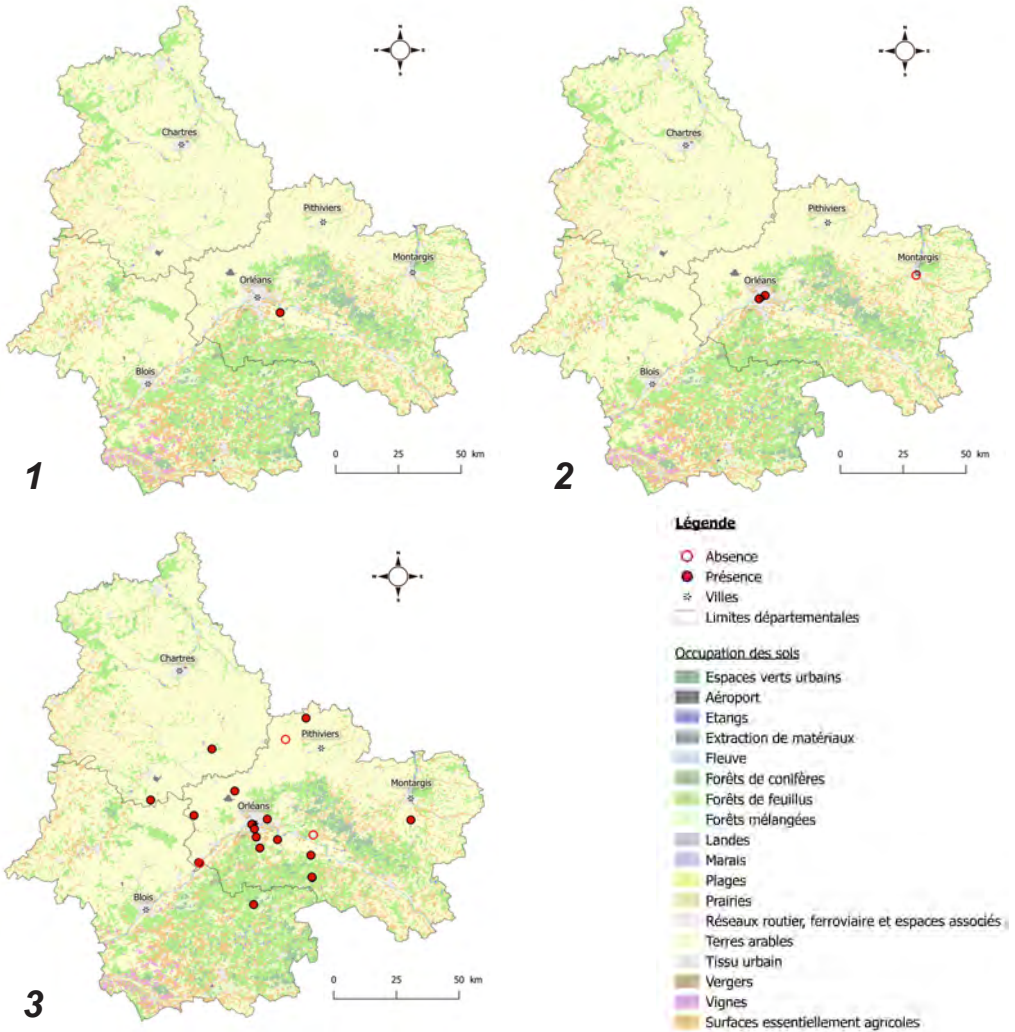 N
W E
S
Chartres
Pithiviers
Montargis
Orléans
Blois
0 25 50 km
1
N
W E
S
Chartres
Pithiviers
Montargis
Orléans
Blois
0 25 50 km
2
N
W E
S
Chartres
Pithiviers
Montargis
Orléans
Blois
0 25 50 km
3
Légende
Absence
Présence
Villes
Limites départementales
Occupation des sols
Espaces verts urbains
Aéroport
Etangs
Extraction de matériaux
Fleuve
Forêts de conifères
Forêts de feuillus
Forêts mélangées
Landes
Marais
Plages
Prairies
Réseaux routier, ferroviaire et espaces associés
Terres arables
Tissu urbain
Vergers
Vignes
Surfaces essentiellement agricoles